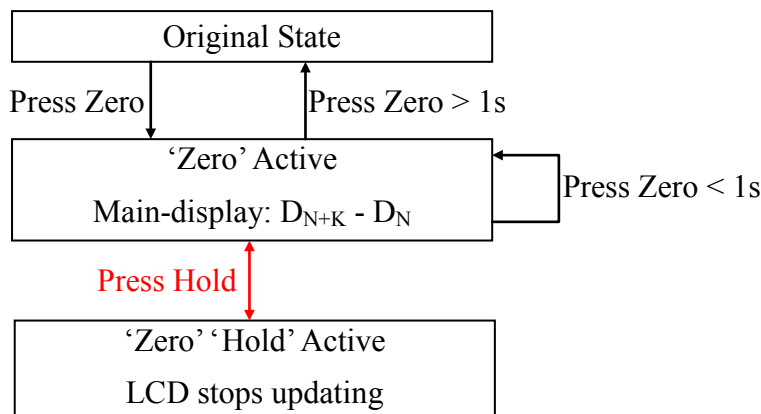 Original State
Press Zero
Press Zero > 1s
‘Zero’ Active
Main-display: D_{N+K} - D_N
Press Zero < 1s
Press Hold
‘Zero’ ‘Hold’ Active
LCD stops updating